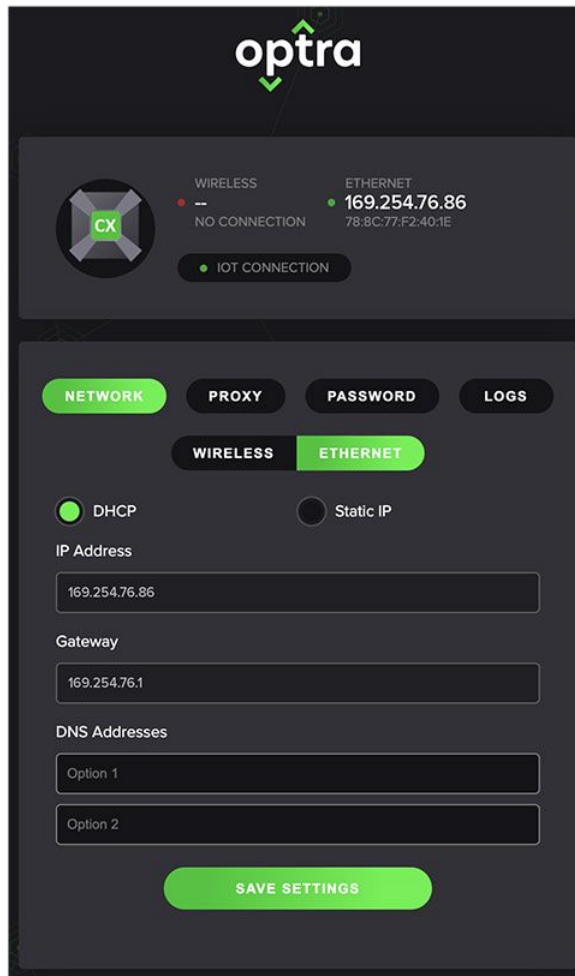 optra
WIRELESS
--
NO CONNECTION
ETHERNET
169.254.76.86
78:8C:77:F2:40:1E
CX
IOT CONNECTION
NETWORK PROXY PASSWORD LOGS
WIRELESS ETHERNET
DHCP Static IP
IP Address
169.254.76.86
Gateway
169.254.76.1
DNS Addresses
Option 1
Option 2
SAVE SETTINGS